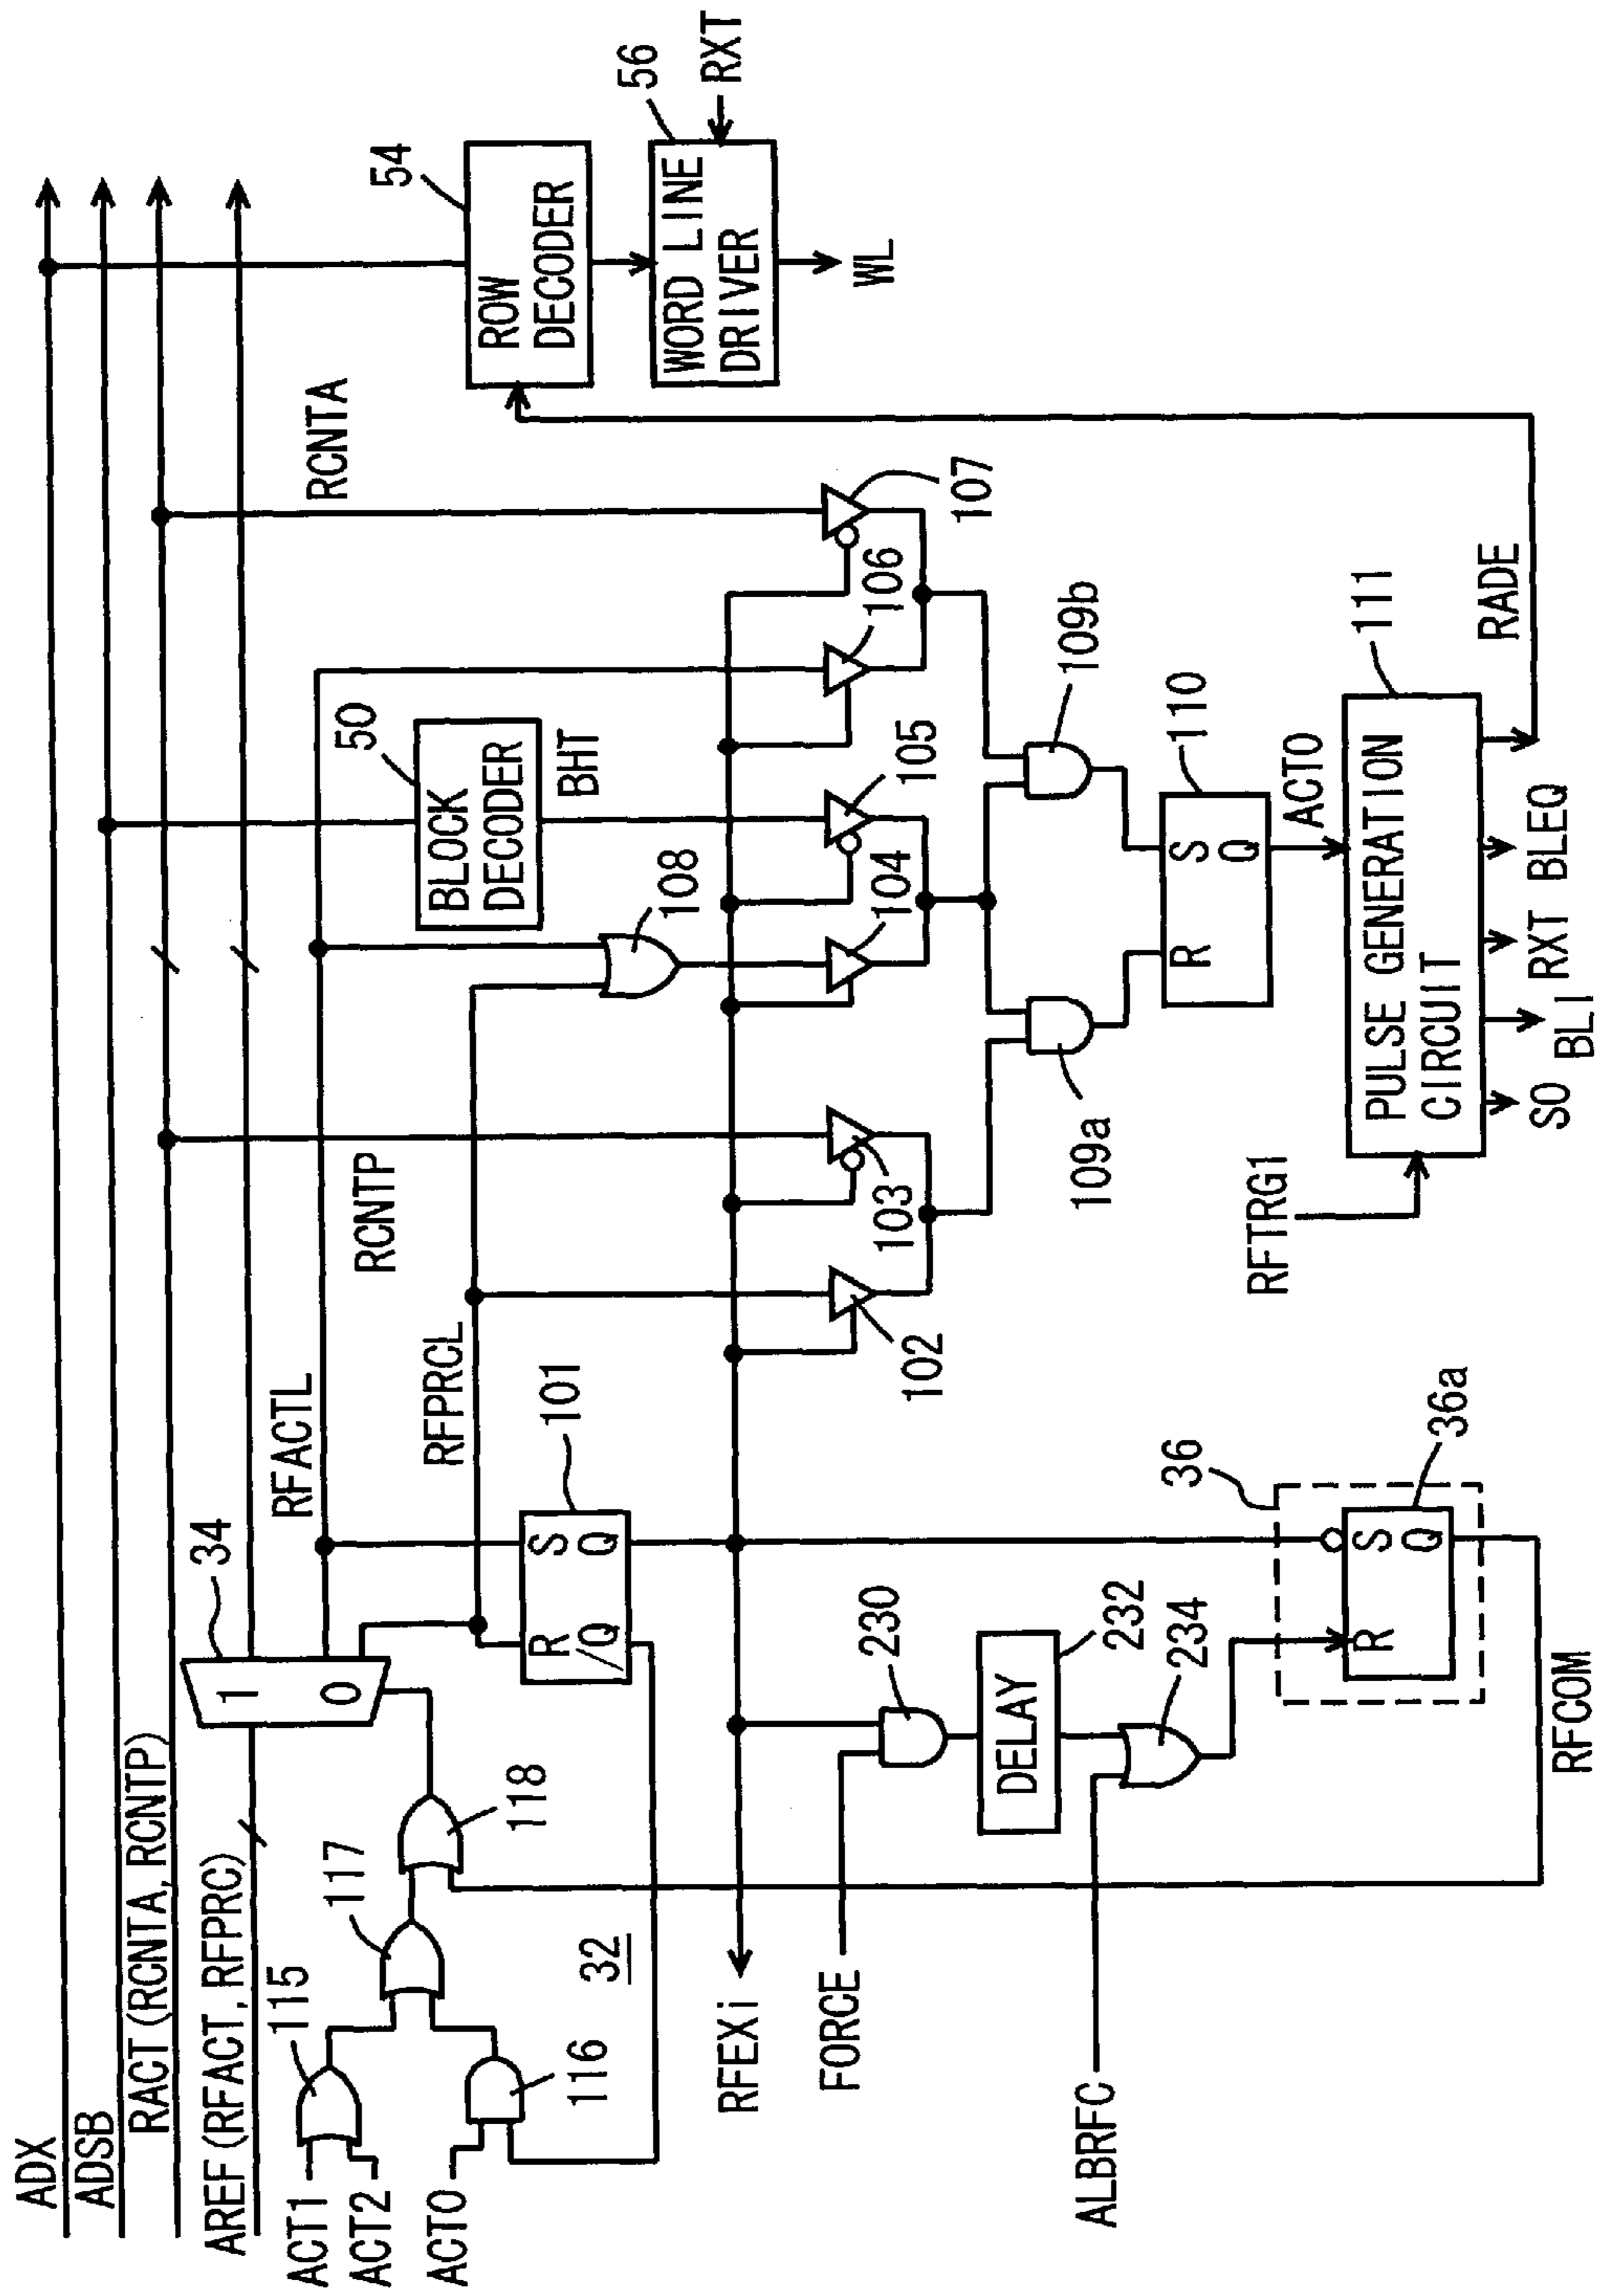 ADX
ADSB
RACT (RCNTA, RCNTP)
AREF (RFACT, RFPRC)
ACT1
ACT2
ACT0
115
116
117
118
32
34
1
0
RFACTL
RCNTP
RFPRCL
RCNTA
101
S
R
Q
/Q
50
BLOCK
DECODER
BHT
108
54
ROW
DECODER
56
WORD LINE
DRIVER
RXT
WL
102
103
104
105
106
107
109a
109b
110
R
S
Q
ACT0
111
PULSE GENERATION
CIRCUIT
RFTRG1
SO
BLI
RXT
BLEQ
RADE
RFEXi
FORCE
ALBRFC
230
DELAY
232
234
36
36a
R
S
Q
RFCOM